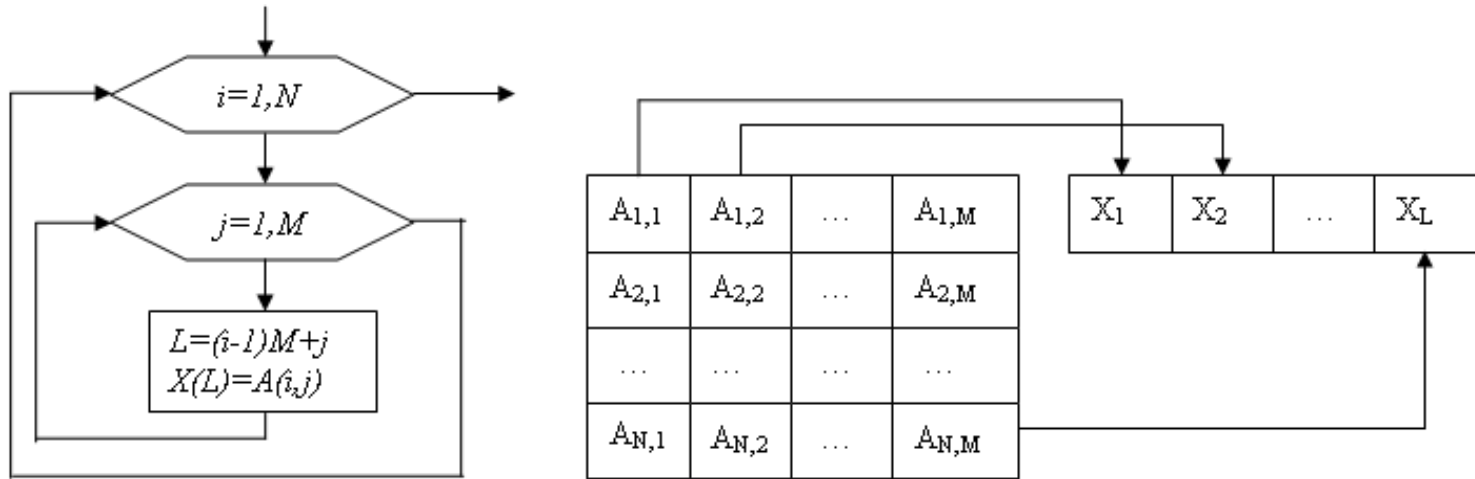 i=1,N
j=1,M
L=(i-1)M+j
X(L)=A(i,j)
A1,1 A1,2 ... A1,M
A2,1 A2,2 ... A2,M
... ... ... ...
AN,1 AN,2 ... AN,M
X1 X2 ... XL